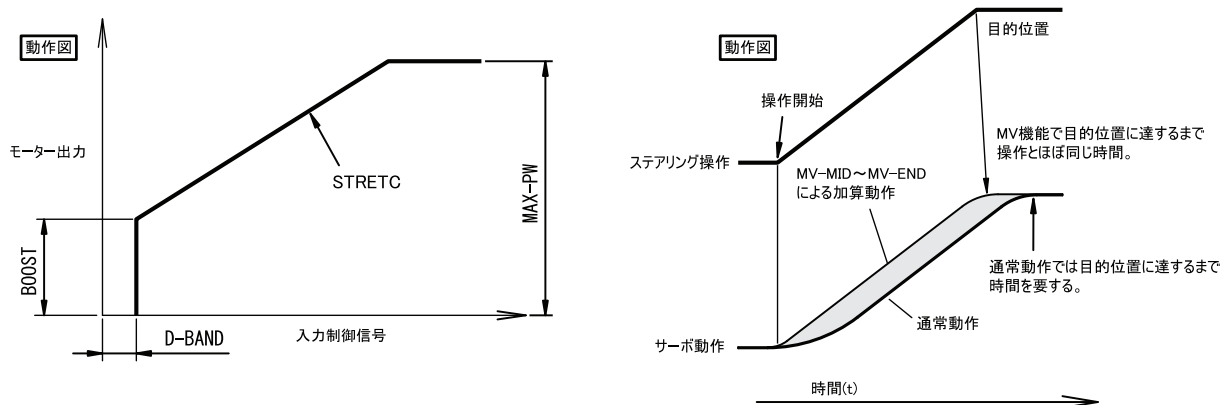 動作図
モーター出力
STRETC
MAX-PW
BOOST
D-BAND
入力制御信号
動作図
目的位置
操作開始
MV機能で目的位置に達するまで
操作とほぼ同じ時間。
ステアリング操作
MV-MID～MV-END
による加算動作
通常動作では目的位置に達するまで
時間を要する。
通常動作
サーボ動作
時間(t)